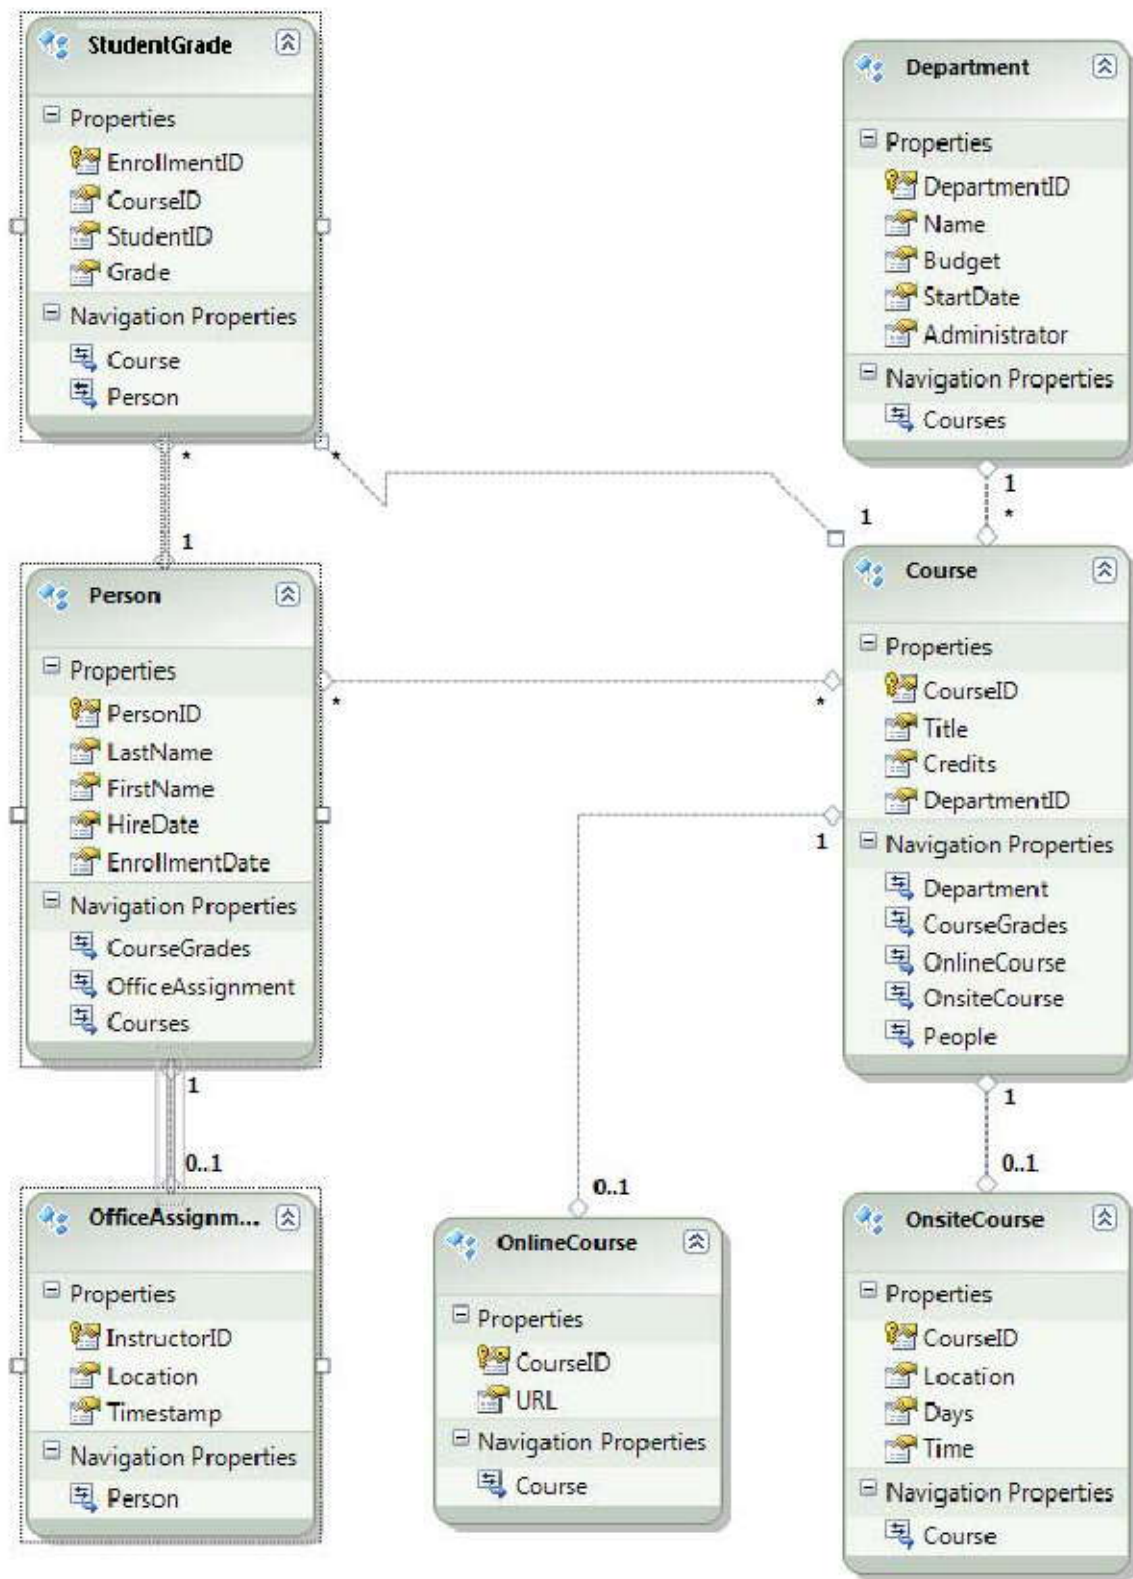 StudentGrade
Properties
EnrollmentID
CourseID
StudentID
Grade
Navigation Properties
Course
Person
*
*
1
1
Department
Properties
DepartmentID
Name
Budget
StartDate
Administrator
Navigation Properties
Courses
1
*
Person
Properties
PersonID
LastName
FirstName
HireDate
EnrollmentDate
Navigation Properties
CourseGrades
OfficeAssignment
Courses
*
*
1
0..1
Course
Properties
CourseID
Title
Credits
DepartmentID
Navigation Properties
Department
CourseGrades
OnlineCourse
OnsiteCourse
People
1
0..1
1
0..1
OfficeAssignm...
Properties
InstructorID
Location
Timestamp
Navigation Properties
Person
OnlineCourse
Properties
CourseID
URL
Navigation Properties
Course
OnsiteCourse
Properties
CourseID
Location
Days
Time
Navigation Properties
Course